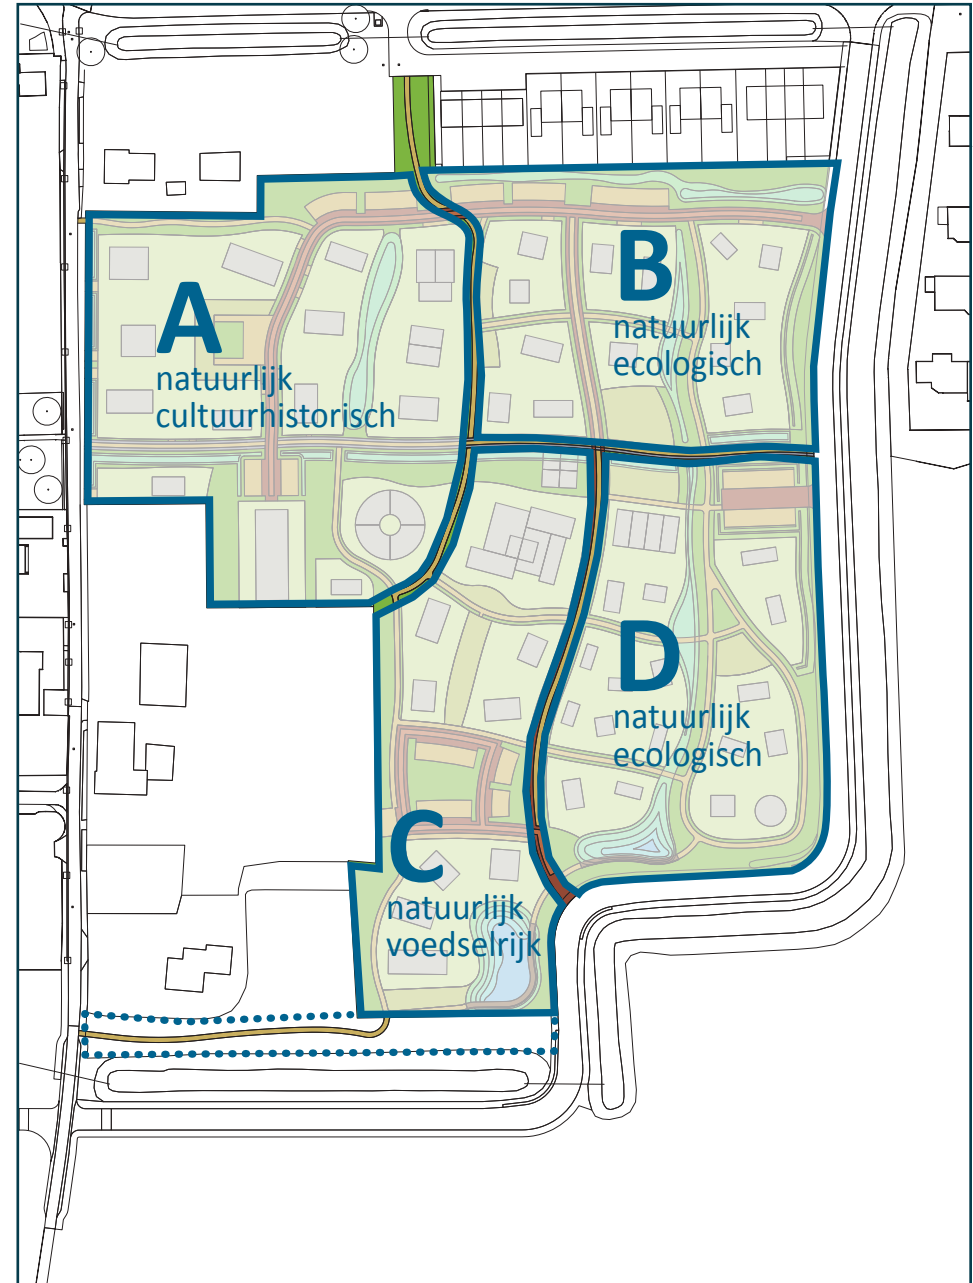 A
natuurlijk
cultuurhistorisch
B
natuurlijk
ecologisch
C
natuurlijk
voedselrijk
D
natuurlijk
ecologisch